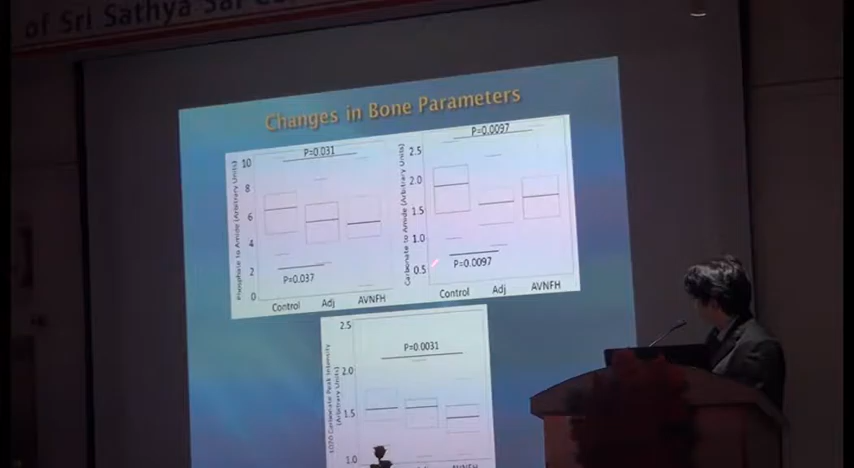 of Sri Sathya Sai
Changes in Bone Parameters
P=0.031
10
8
6
4
2
0
Phosphate to Amide (Arbitrary Units)
P=0.037
Control Adj AVNFH
P=0.0097
2.5
2.0
1.5
1.0
0.5
Carbonate to Amide (Arbitrary Units)
P=0.0097
Control Adj AVNFH
2.5
2.0
1.5
1.0
P=0.0031
1070 Carbonate Peak Intensity
(Arbitrary Units)